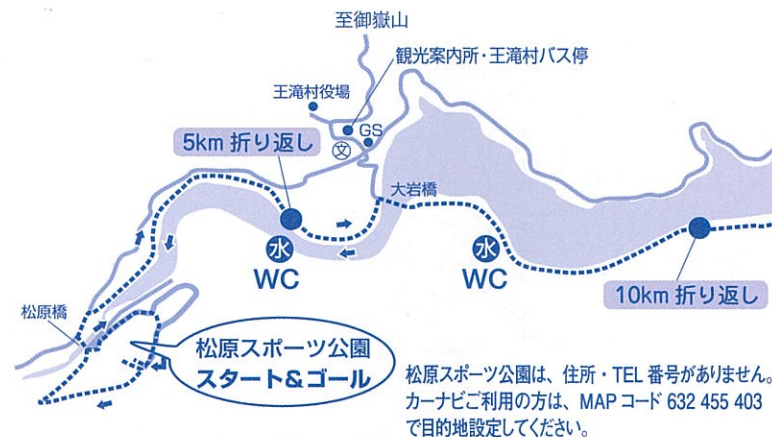 至御嶽山
観光案内所・王滝村バス停
王滝村役場
GS
文
5km 折り返し
大岩橋
水
WC
水
WC
10km 折り返し
松原橋
松原スポーツ公園
スタート&ゴール
松原スポーツ公園は、住所・TEL 番号がありません。
カーナビご利用の方は、MAP コード 632 455 403
で目的地設定してください。